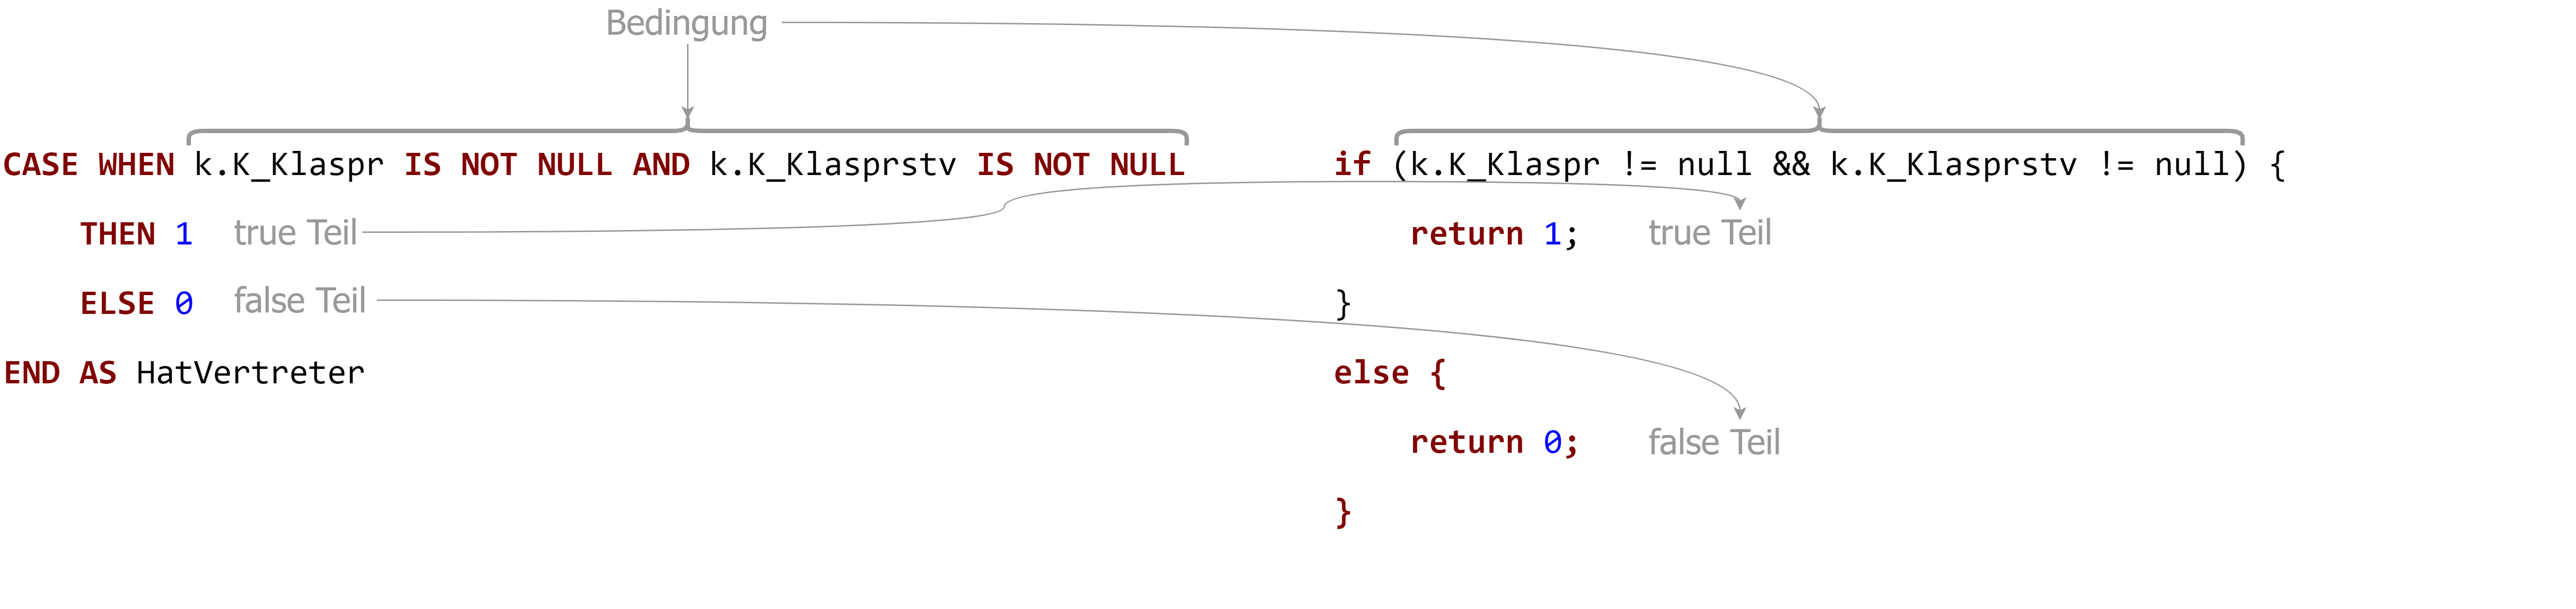 Bedingung
CASE WHEN k.K_Klaspr IS NOT NULL AND k.K_Klasprstv IS NOT NULL
THEN 1 true Teil
ELSE 0 false Teil
END AS HatVertreter
if (k.K_Klaspr != null && k.K_Klasprstv != null) {
return 1; true Teil
}
else {
return 0; false Teil
}